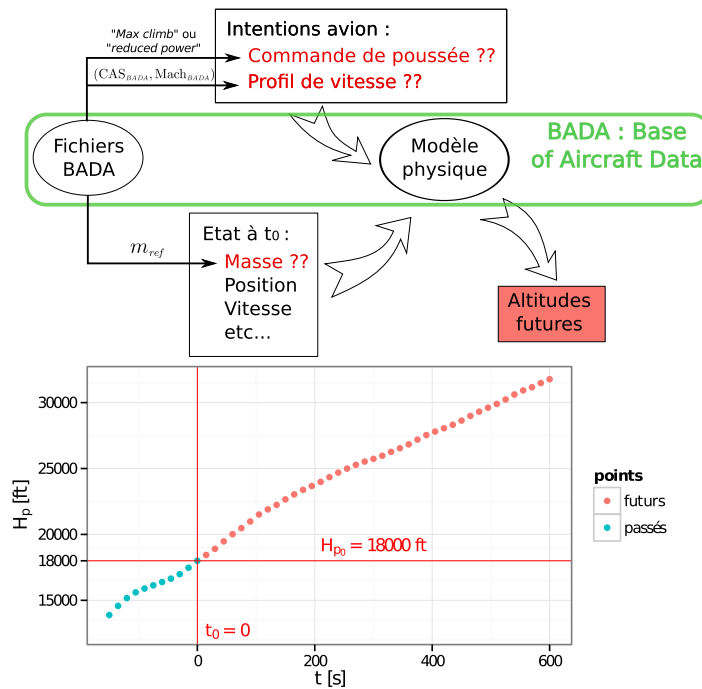 "Max climb" ou
"reduced power"
(CAS_BADA, Mach_BADA)
Intentions avion :
Commande de poussée ??
Profil de vitesse ??
Fichiers
BADA
Modèle
physique
BADA : Base
of Aircraft Data
m_ref
Etat à t₀ :
Masse ??
Position
Vitesse
etc...
Altitudes
futures
30000
25000
20000
18000
15000
H_p [ft]
H_p₀ = 18000 ft
t₀ = 0
0
200
400
600
t [s]
points
futurs
passés